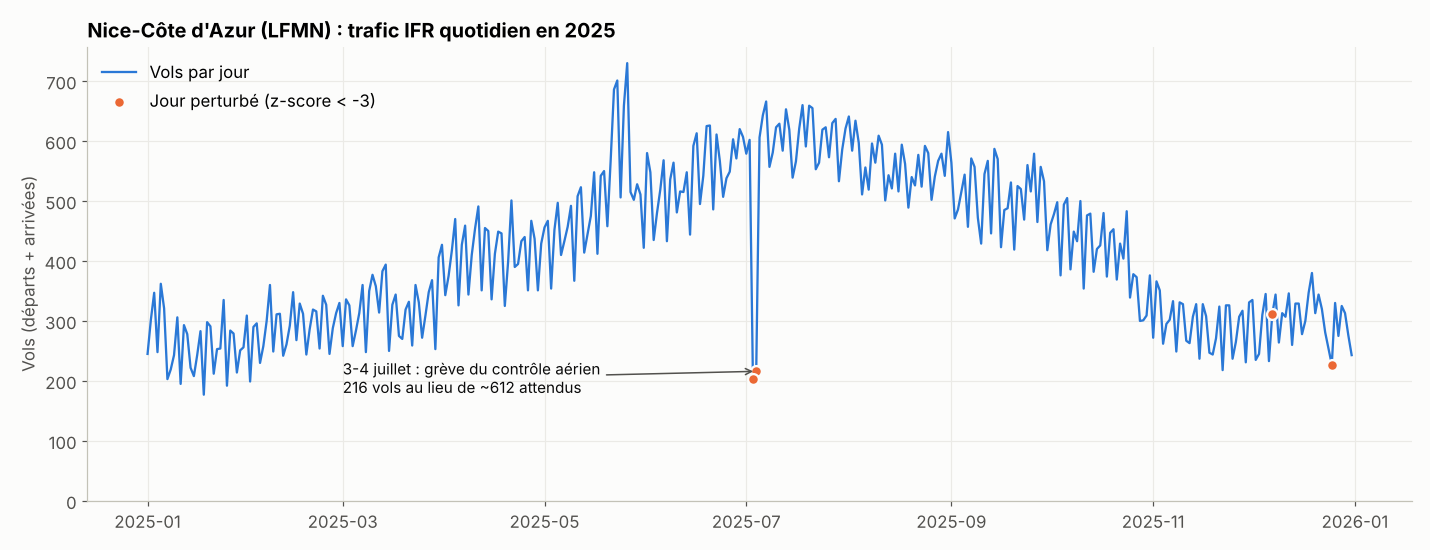 Nice-Côte d'Azur (LFMN) : trafic IFR quotidien en 2025
Vols par jour
Jour perturbé (z-score < -3)
Vols (départs + arrivées)
700
600
500
400
300
200
100
0
3-4 juillet : grève du contrôle aérien
216 vols au lieu de ~612 attendus
2025-01
2025-03
2025-05
2025-07
2025-09
2025-11
2026-01